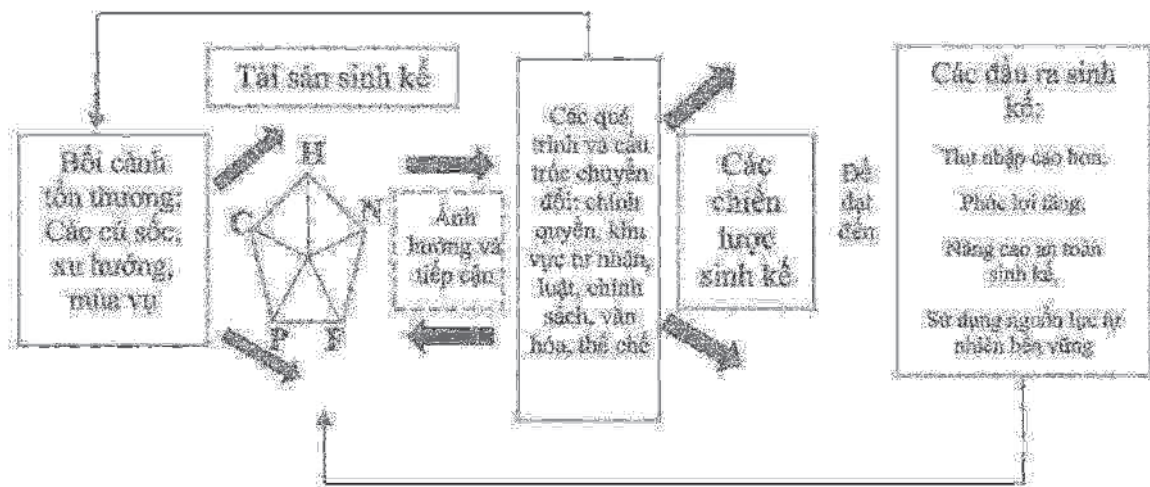 Tài sản sinh kế
Bối cảnh
tổn thương:
Các cú sốc,
xu hướng,
mùa vụ
H
C
N
P
F
Ảnh
hưởng và
tiếp cận
Các quá
trình và cấu
trúc chuyển
đổi: chính
quyền, khu
vực tư nhân,
luật, chính
sách, văn
hóa, thể chế
Các
chiến
lược
sinh kế
Để
đạt
đến
Các đầu ra sinh
kế:
Thu nhập cao hơn,
Phúc lợi tăng,
Nâng cao an toàn
sinh kế,
Sử dụng nguồn lực tự
nhiên bền vững